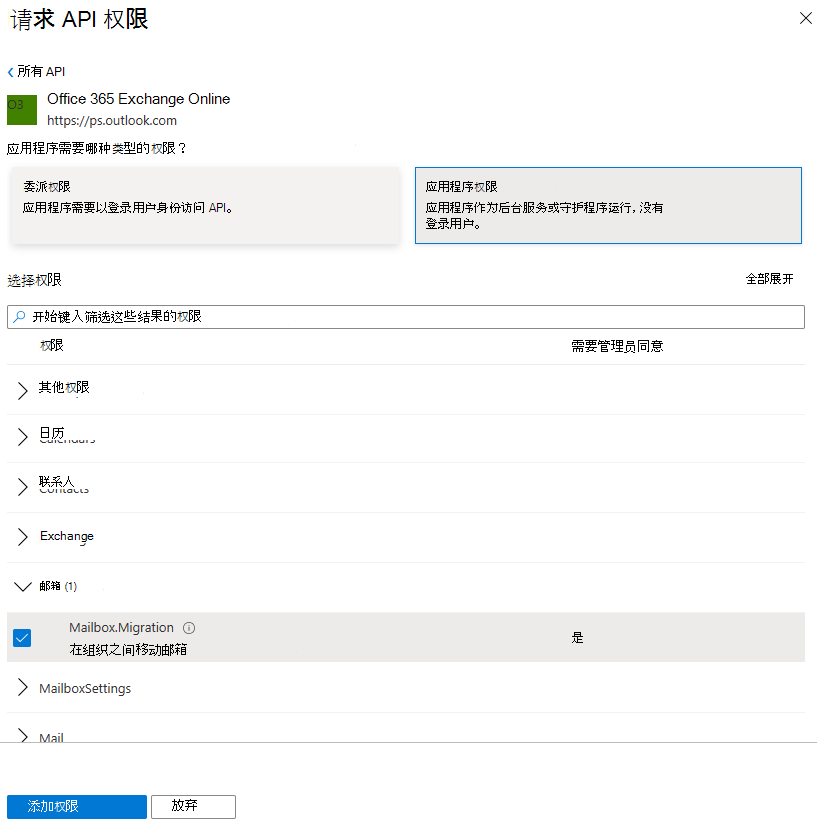 请求 API 权限
所有 API
O3
Office 365 Exchange Online
https://ps.outlook.com
应用程序需要哪种类型的权限？
委派权限
应用程序需要以登录用户身份访问 API。
应用程序权限
应用程序作为后台服务或守护程序运行, 没有
登录用户。
选择权限
全部展开
开始键入筛选这些结果的权限
权限
需要管理员同意
其他权限
日历
Calendars
联系人
Contacts
Exchange
邮箱 (1)
Mailbox.Migration
在组织之间移动邮箱
是
MailboxSettings
Mail
添加权限
放弃